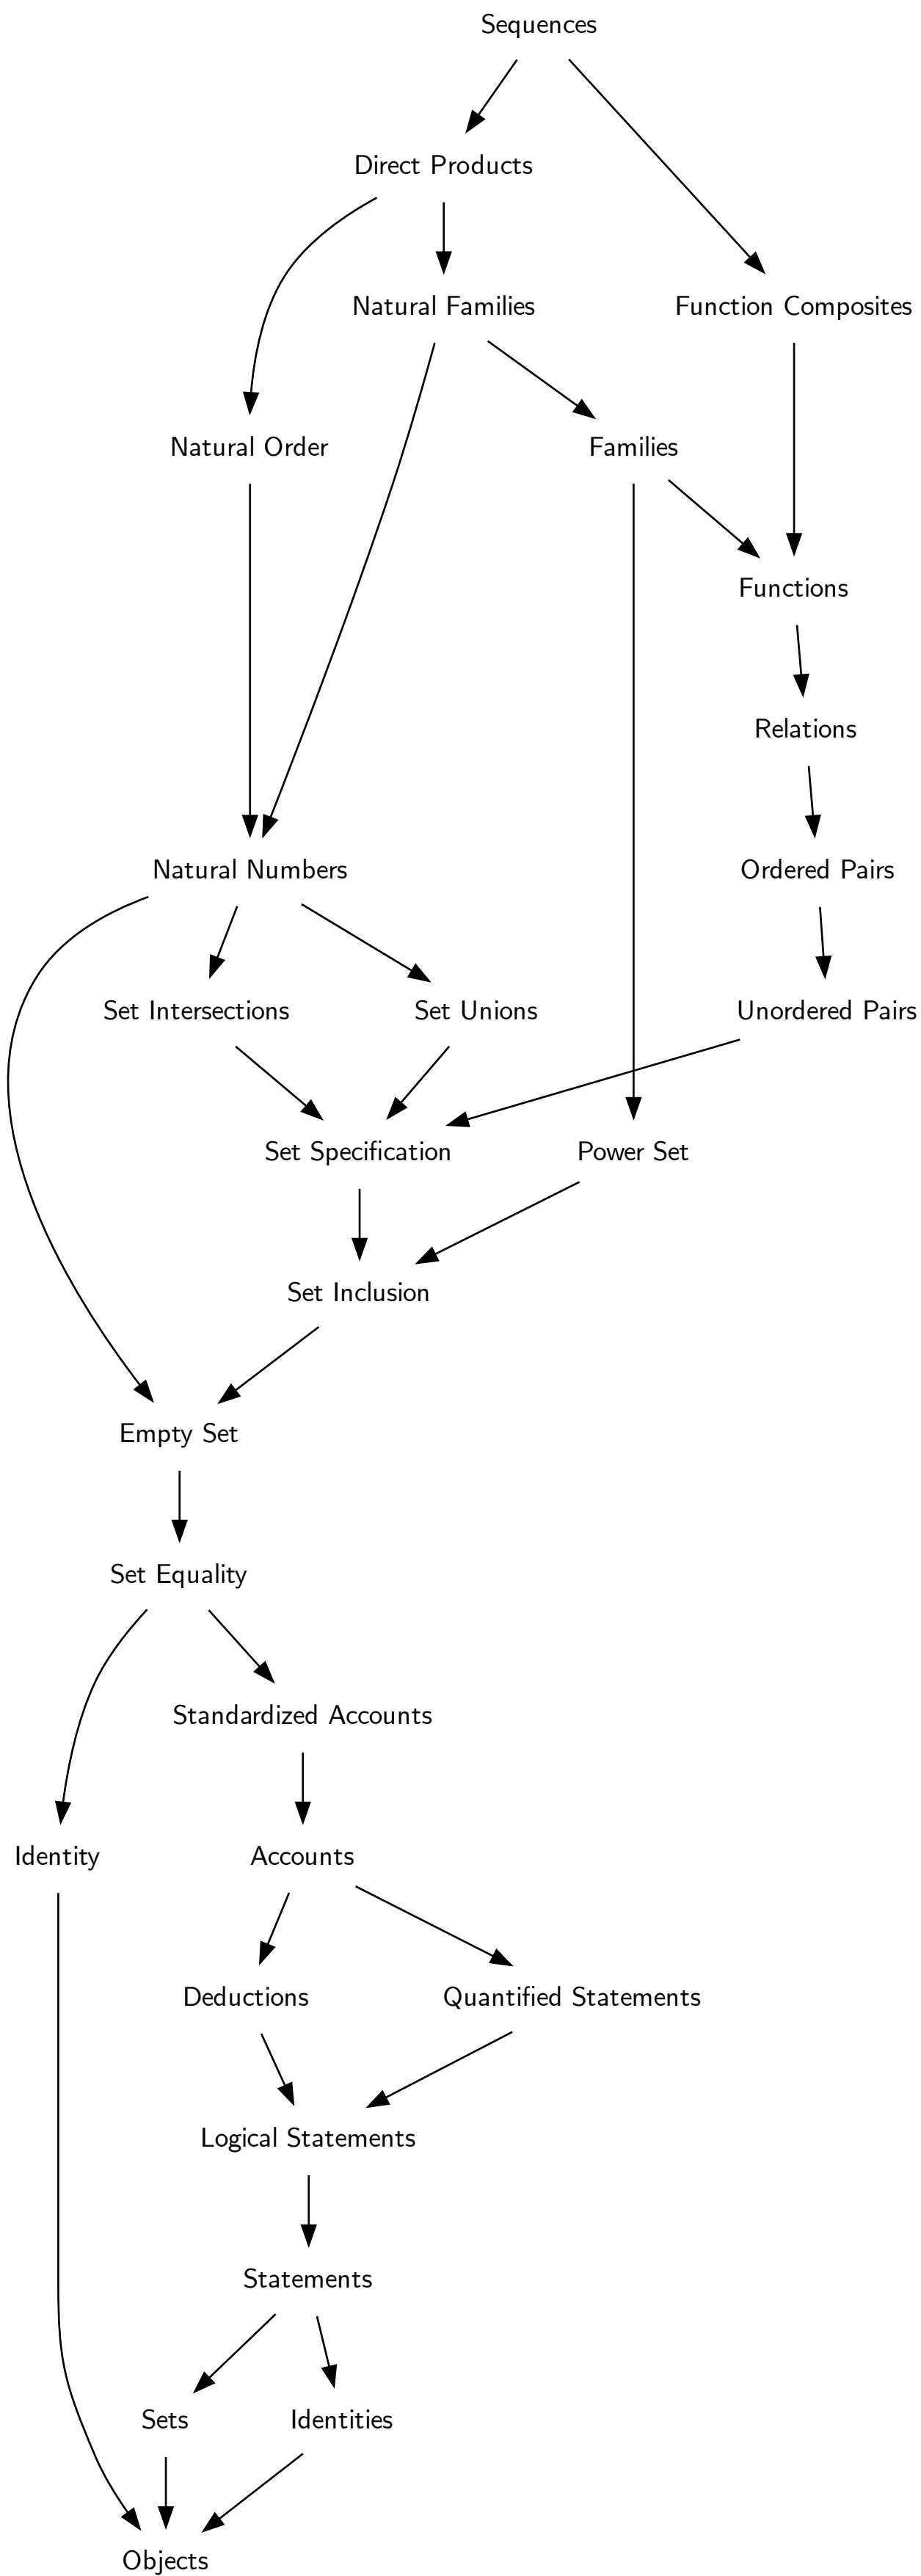 Sequences
Direct Products
Natural Families
Function Composites
Natural Order
Families
Functions
Relations
Natural Numbers
Ordered Pairs
Set Intersections
Set Unions
Unordered Pairs
Set Specification
Power Set
Set Inclusion
Empty Set
Set Equality
Standardized Accounts
Identity
Accounts
Deductions
Quantified Statements
Logical Statements
Statements
Sets
Identities
Objects